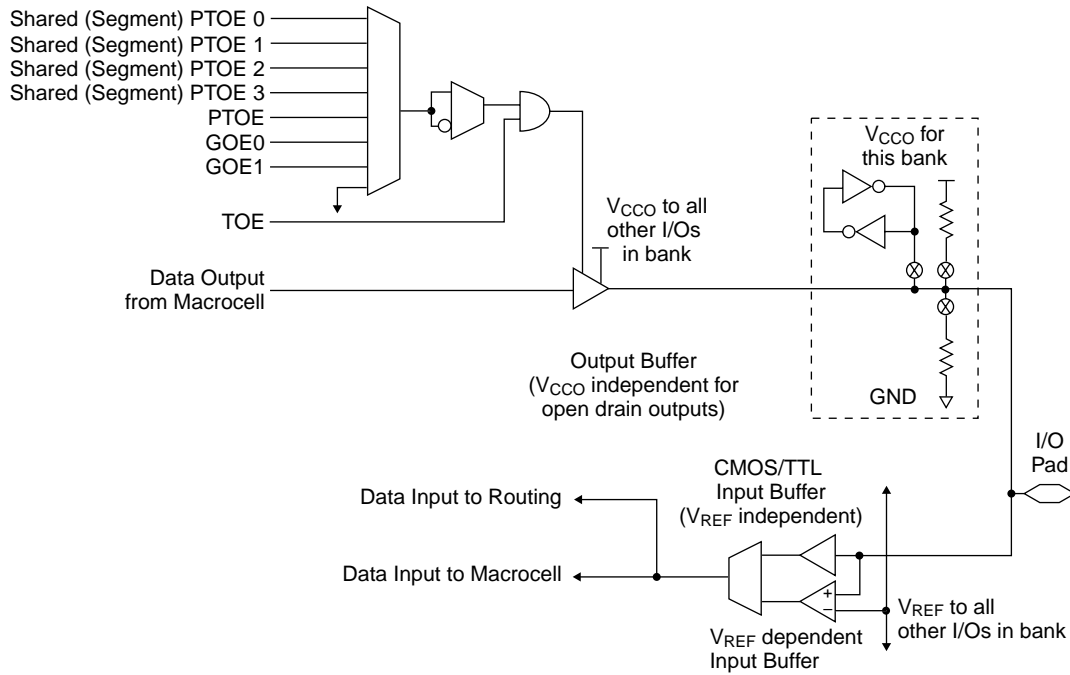 Shared (Segment) PTOE 0
Shared (Segment) PTOE 1
Shared (Segment) PTOE 2
Shared (Segment) PTOE 3
PTOE
GOE0
GOE1
TOE
VCCO to all
other I/Os
in bank
VCCO for
this bank
Data Output
from Macrocell
Output Buffer
(VCCO independent for
open drain outputs)
GND
I/O
Pad
CMOS/TTL
Input Buffer
(VREF independent)
Data Input to Routing
Data Input to Macrocell
+
–
VREF to all
other I/Os in bank
VREF dependent
Input Buffer